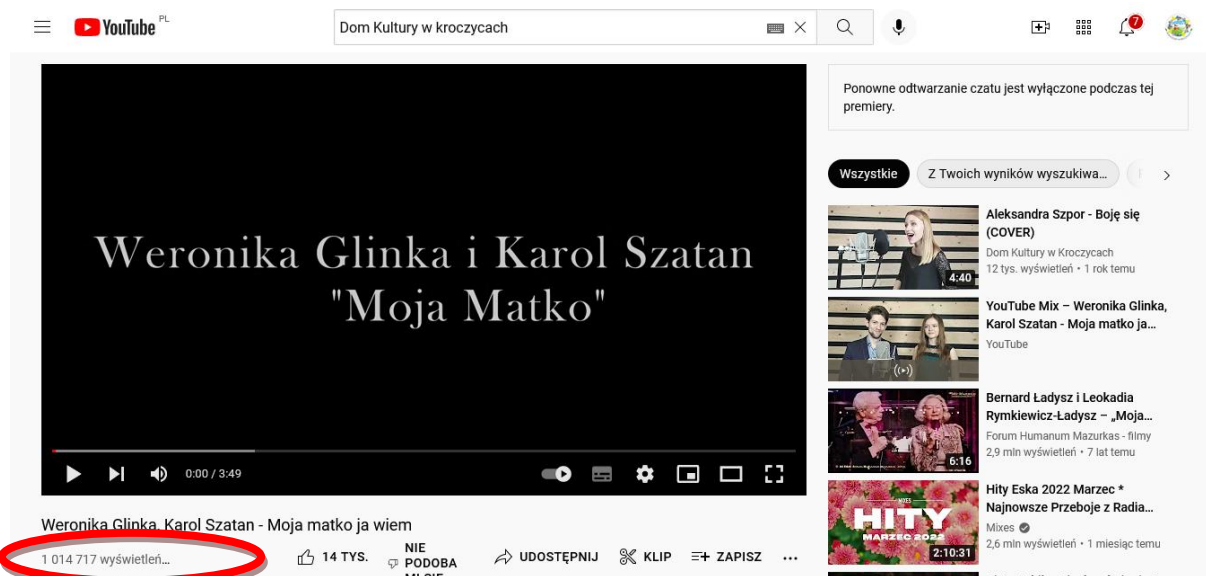 YouTube PL
Dom Kultury w kroczycach
7
Weronika Glinka i Karol Szatan
"Moja Matko"
0:00 / 3:49
Weronika Glinka, Karol Szatan - Moja matko ja wiem
1 014 717 wyświetleń...
14 TYS.
NIE
PODOBA
UDOSTĘPNIJ
KLIP
ZAPISZ
Ponowne odtwarzanie czatu jest wyłączone podczas tej
premiery.
Wszystkie
Z Twoich wyników wyszukiwa...
Aleksandra Szpor - Boję się
(COVER)
Dom Kultury w Kroczycach
12 tys. wyświetleń • 1 rok temu
4:40
YouTube Mix – Weronika Glinka,
Karol Szatan - Moja matko ja...
YouTube
Bernard Ładysz i Leokadia
Rymkiewicz-Ładysz – „Moja...
Forum Humanum Mazurkas - filmy
2,9 mln wyświetleń • 7 lat temu
6:16
Hity Eska 2022 Marzec *
Najnowsze Przeboje z Radia...
Mixes
2,6 mln wyświetleń • 1 miesiąc temu
MIXES
HITY
MARZEC 2022
2:10:31